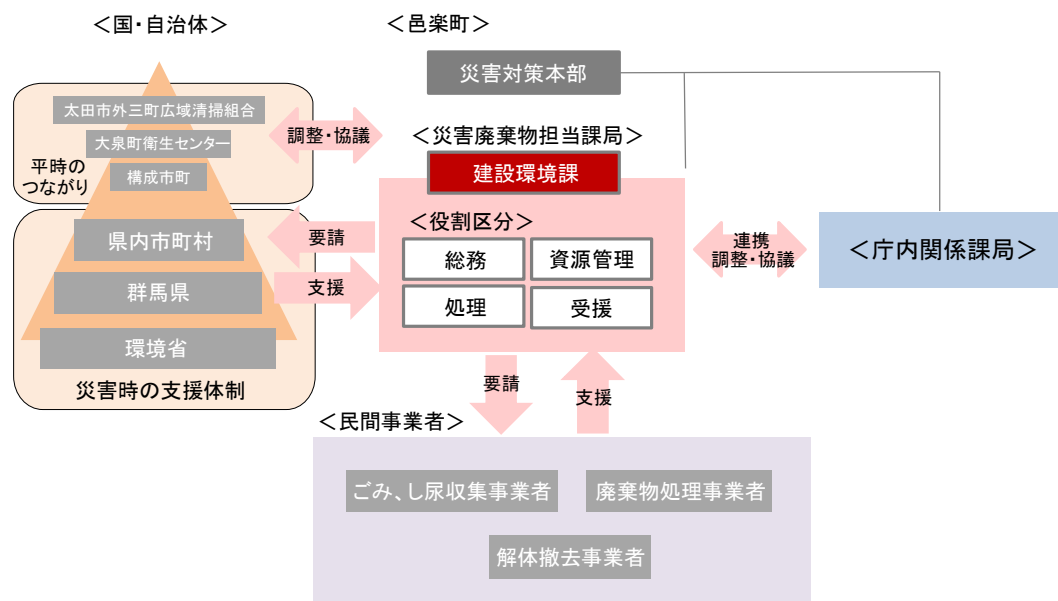 ＜国・自治体＞
太田市外三町広域清掃組合
大泉町衛生センター
構成市町
平時の
つながり
県内市町村
群馬県
環境省
災害時の支援体制
調整・協議
要請
支援
＜邑楽町＞
災害対策本部
＜災害廃棄物担当課局＞
建設環境課
＜役割区分＞
総務
資源管理
処理
受援
連携
調整・協議
＜庁内関係課局＞
要請
支援
＜民間事業者＞
ごみ、し尿収集事業者
廃棄物処理事業者
解体撤去事業者